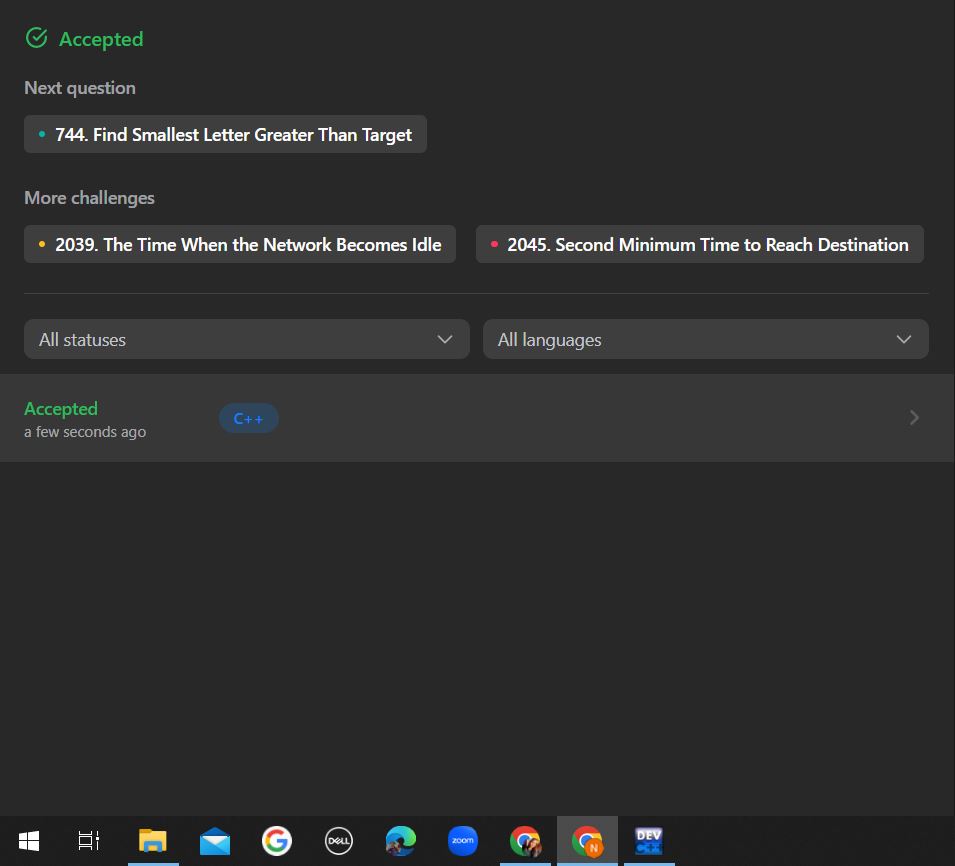 Accepted
Next question
744. Find Smallest Letter Greater Than Target
More challenges
2039. The Time When the Network Becomes Idle
2045. Second Minimum Time to Reach Destination
All statuses
All languages
Accepted
a few seconds ago
C++
DELL
zoom
N
DEV
C++